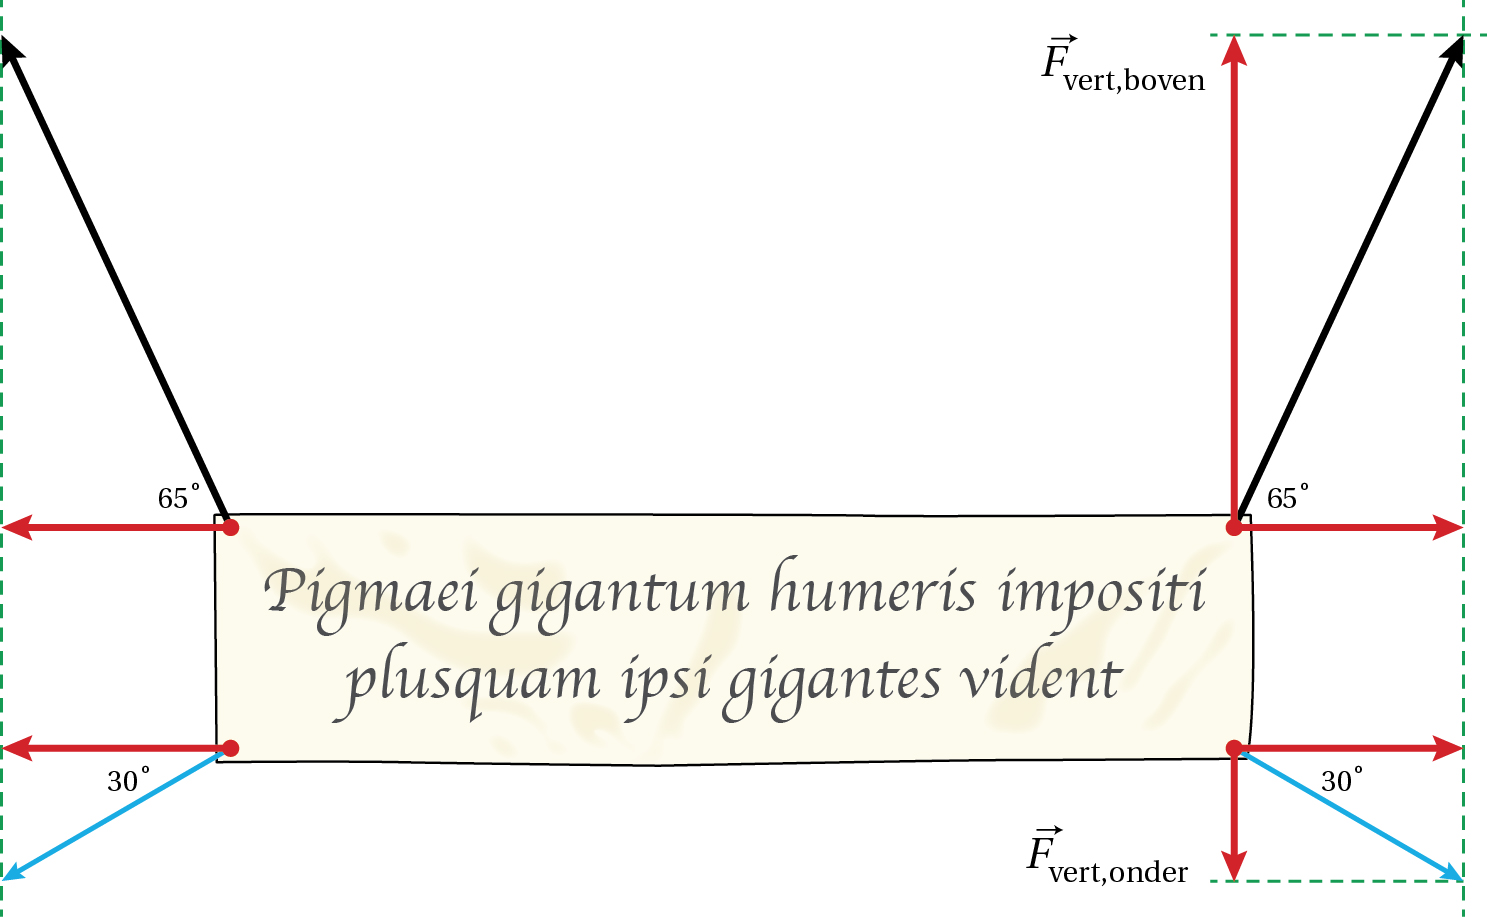 F⃗vert,boven
65°
65°
Pigmaei gigantum humeris impositi
plusquam ipsi gigantes vident
30°
30°
F⃗vert,onder